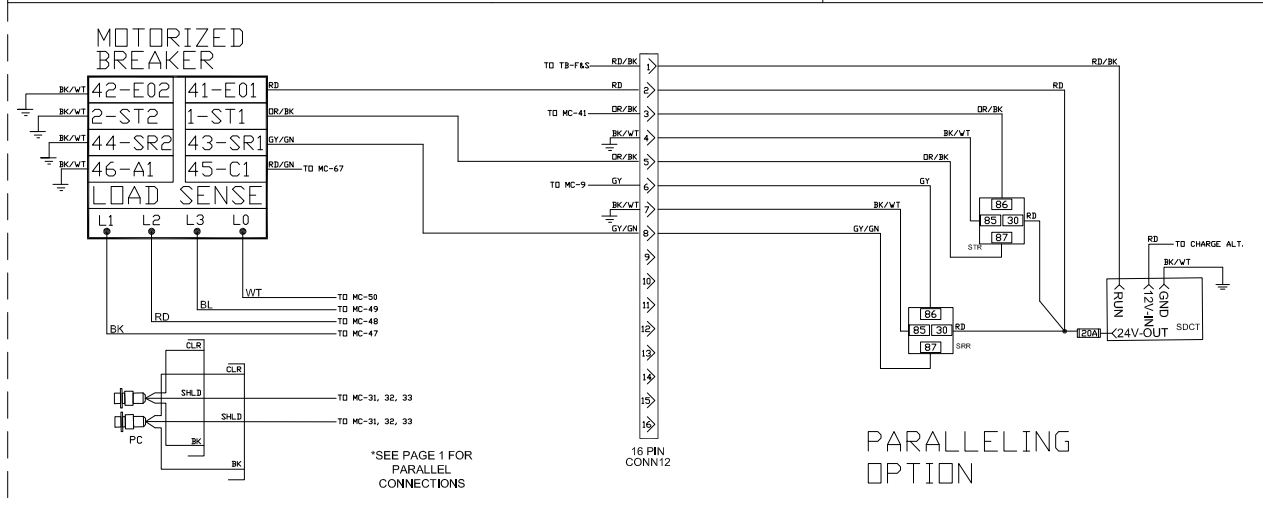 MOTORIZED
BREAKER
BK/WT 42-E02 41-E01 RD
BK/WT 2-ST2 1-ST1 OR/BK
BK/WT 44-SR2 43-SR1 GY/GN
BK/WT 46-A1 45-C1 RD/GN TO MC-67
LOAD SENSE
L1 L2 L3 L0
WT TO MC-50
BL TO MC-49
RD TO MC-48
BK TO MC-47
CLR
CLR
SHLD TO MC-31, 32, 33
SHLD TO MC-31, 32, 33
PC
BK
BK
*SEE PAGE 1 FOR
PARALLEL
CONNECTIONS
TO TB-F&S RD/BK 1 RD/BK
RD 2 RD
TO MC-41 OR/BK 3 OR/BK
BK/WT 4 BK/WT
OR/BK 5 OR/BK
TO MC-9 GY 6 GY
BK/WT 7 BK/WT
GY/GN 8 GY/GN
9
10
11
12
13
14
15
16
16 PIN
CONN12
86
85 30 RD
87
STR
86
85 30 RD
87
SRR
RD TO CHARGE ALT.
BK/WT
RUN
12V-IN
GND
SDCT
20A
24V-OUT
PARALLELING
OPTION